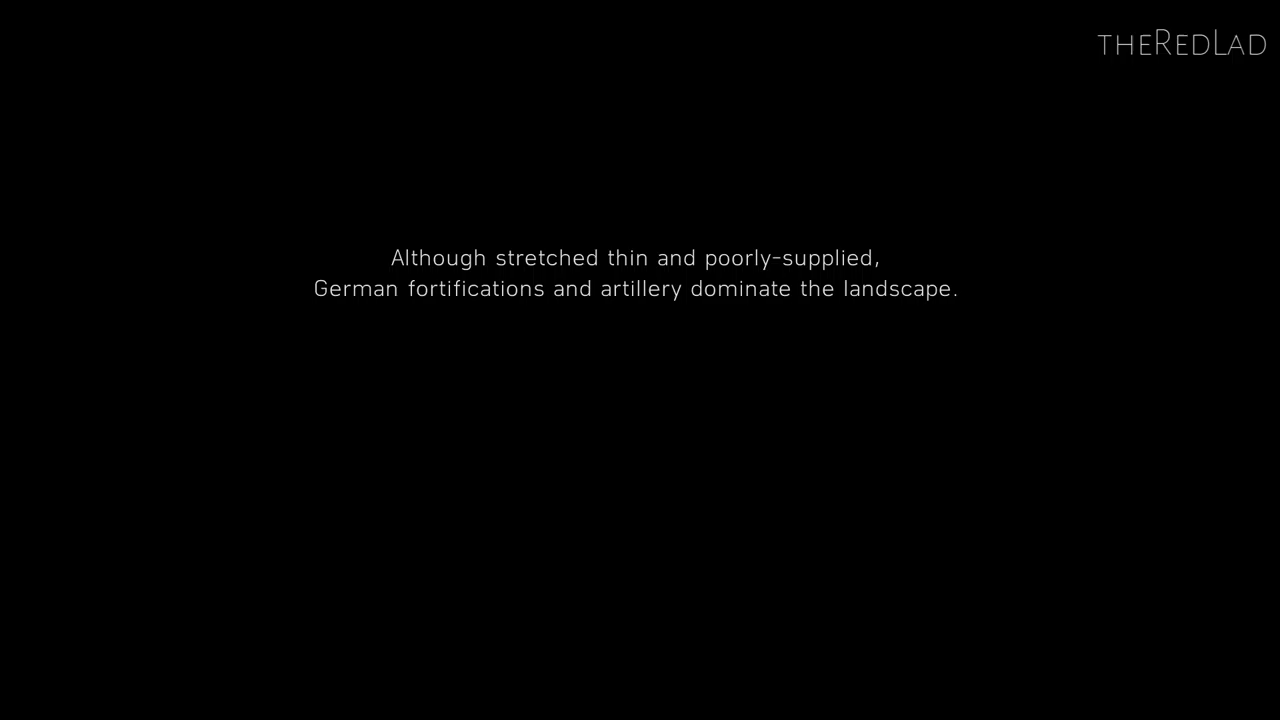 THEREDLAD
Although stretched thin and poorly-supplied,
German fortifications and artillery dominate the landscape.